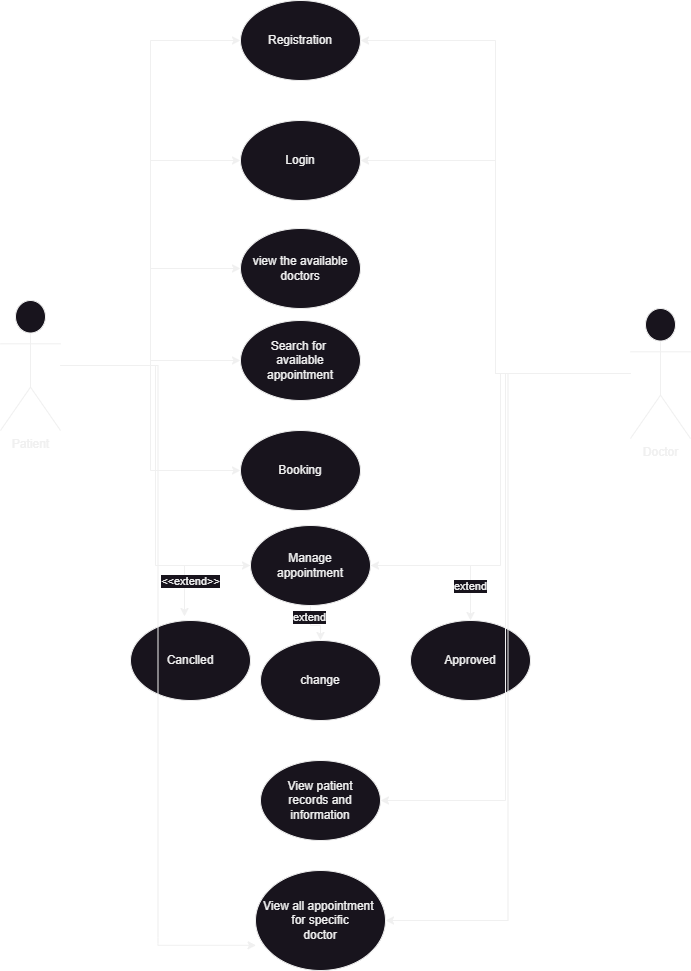 Registration
Login
view the available
doctors
Search for
available
appointment
Patient
Doctor
Booking
Manage
appointment
<<extend>>
extend
extend
Canclled
change
Approved
View patient
records and
information
View all appointment
for specific
doctor